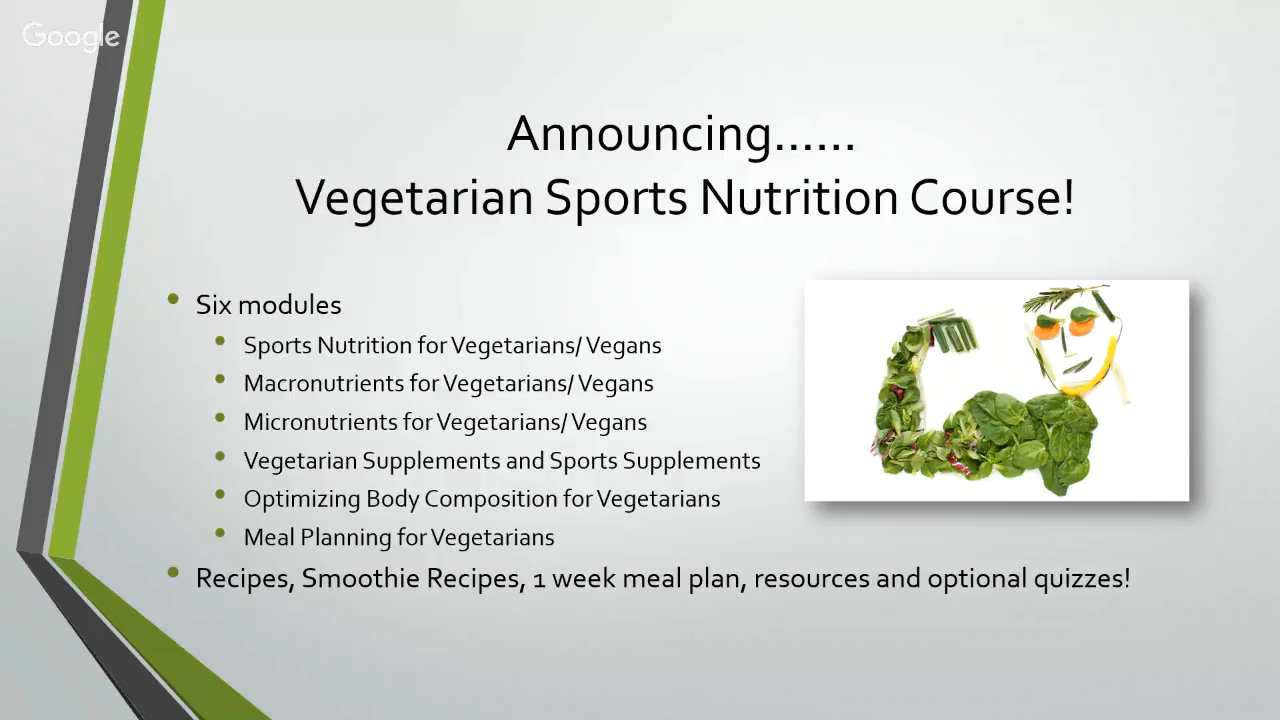 Google
Announcing......
Vegetarian Sports Nutrition Course!
Six modules
Sports Nutrition for Vegetarians/ Vegans
Macronutrients for Vegetarians/ Vegans
Micronutrients for Vegetarians/ Vegans
Vegetarian Supplements and Sports Supplements
Optimizing Body Composition for Vegetarians
Meal Planning for Vegetarians
Recipes, Smoothie Recipes, 1 week meal plan, resources and optional quizzes!